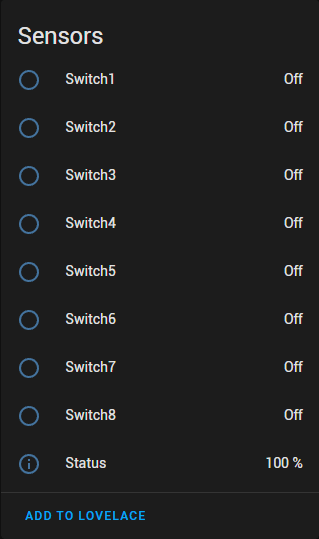 Sensors
Switch1 Off
Switch2 Off
Switch3 Off
Switch4 Off
Switch5 Off
Switch6 Off
Switch7 Off
Switch8 Off
Status 100 %
ADD TO LOVELACE